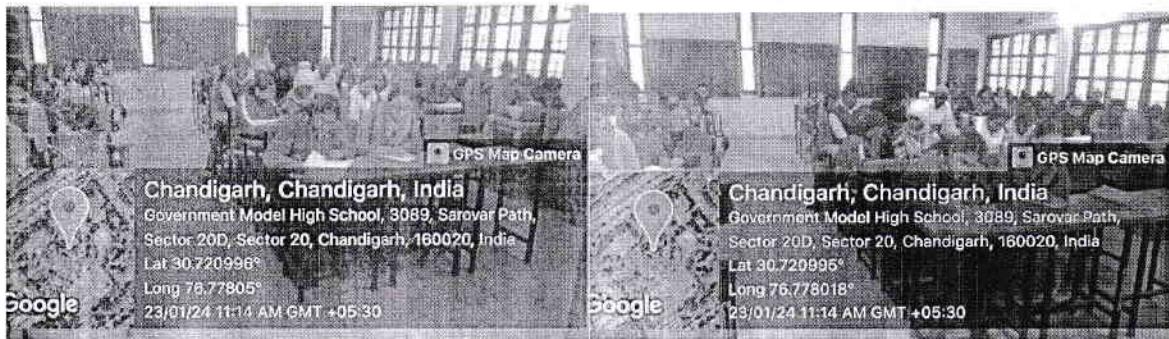 GPS Map Camera
Chandigarh, Chandigarh, India
Government Model High School, 3089, Sarovar Path,
Sector 20D, Sector 20, Chandigarh, 160020, India
Lat 30.720996°
Long 76.77805°
23/01/24 11:14 AM GMT +05:30
Google
GPS Map Camera
Chandigarh, Chandigarh, India
Government Model High School, 3089, Sarovar Path,
Sector 20D, Sector 20, Chandigarh, 160020, India
Lat 30.720995°
Long 76.778018°
23/01/24 11:14 AM GMT +05:30
Google